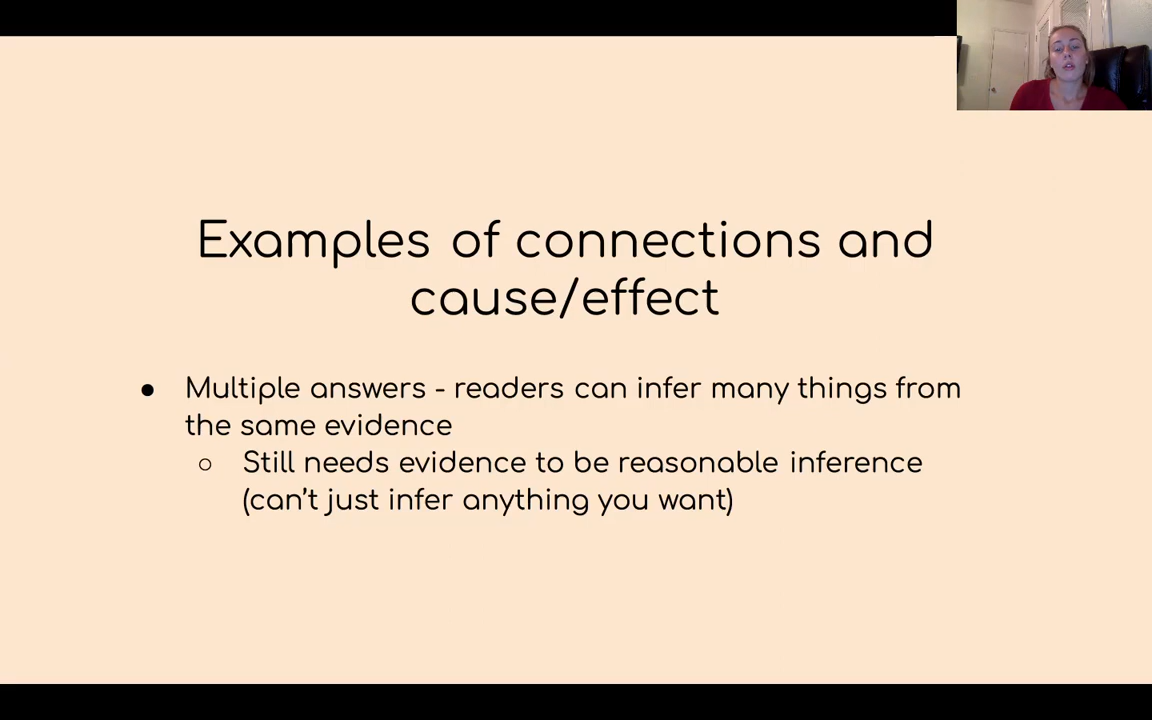 Examples of connections and
cause/effect
● Multiple answers - readers can infer many things from
the same evidence
○ Still needs evidence to be reasonable inference
(can’t just infer anything you want)